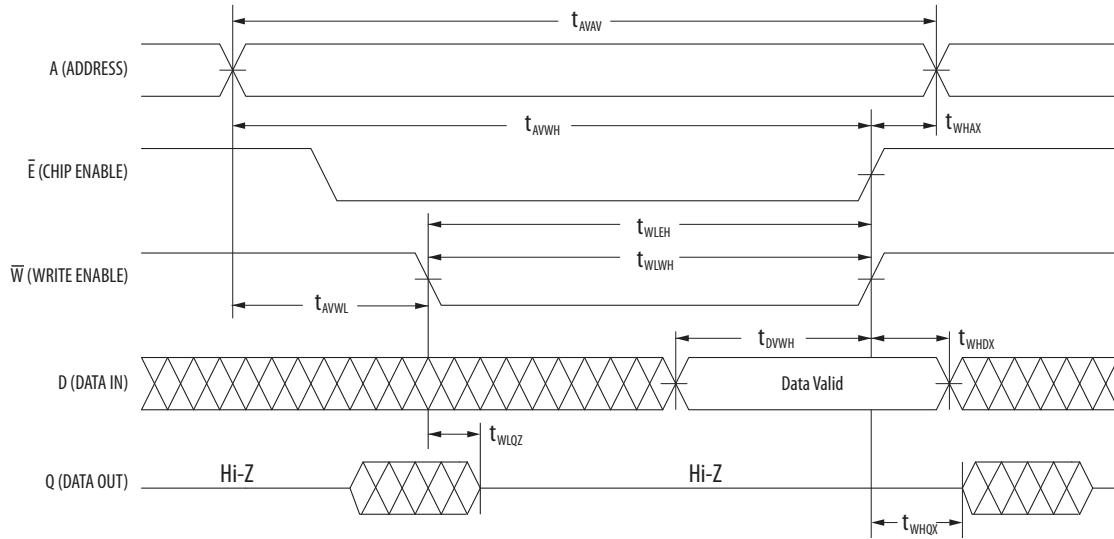 tAVAV
A (ADDRESS)
tAVWH
tWHAX
E̅ (CHIP ENABLE)
tWLEH
W̅ (WRITE ENABLE)
tWLWH
tAVWL
tDVWH
tWHDX
D (DATA IN)
Data Valid
tWLQZ
Q (DATA OUT)
Hi-Z
Hi-Z
tWHQX